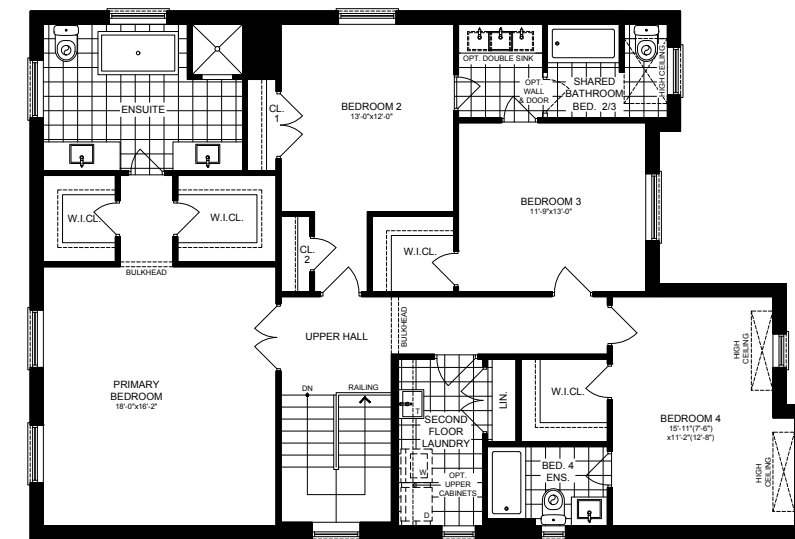 OPT. DOUBLE SINK
HIGH CEILING
ENSUITE
CL.
1
BEDROOM 2
13'-0"x12'-0"
OPT.
WALL
& DOOR
SHARED
BATHROOM
BED. 2/3
W.I.CL.
W.I.CL.
BEDROOM 3
11'-9"x13'-0"
CL.
2
W.I.CL.
BULKHEAD
UPPER HALL
BULKHEAD
HIGH
CEILING
PRIMARY
BEDROOM
18'-0"x16'-2"
DN
RAILING
T
SECOND
FLOOR
LAUNDRY
LIN.
W.I.CL.
BEDROOM 4
15'-11"(7'-6")
x11'-2"(12'-8")
W
OPT.
UPPER
CABINETS
D
BED. 4
ENS.
HIGH
CEILING